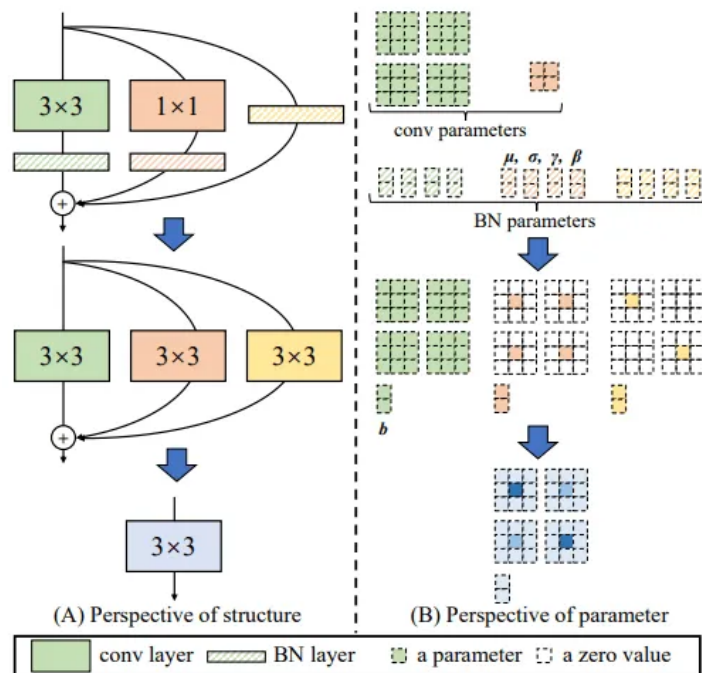 3×3
1×1
+
3×3
3×3
3×3
+
3×3
(A) Perspective of structure
conv parameters
μ, σ, γ, β
BN parameters
b
(B) Perspective of parameter
conv layer
BN layer
a parameter
a zero value